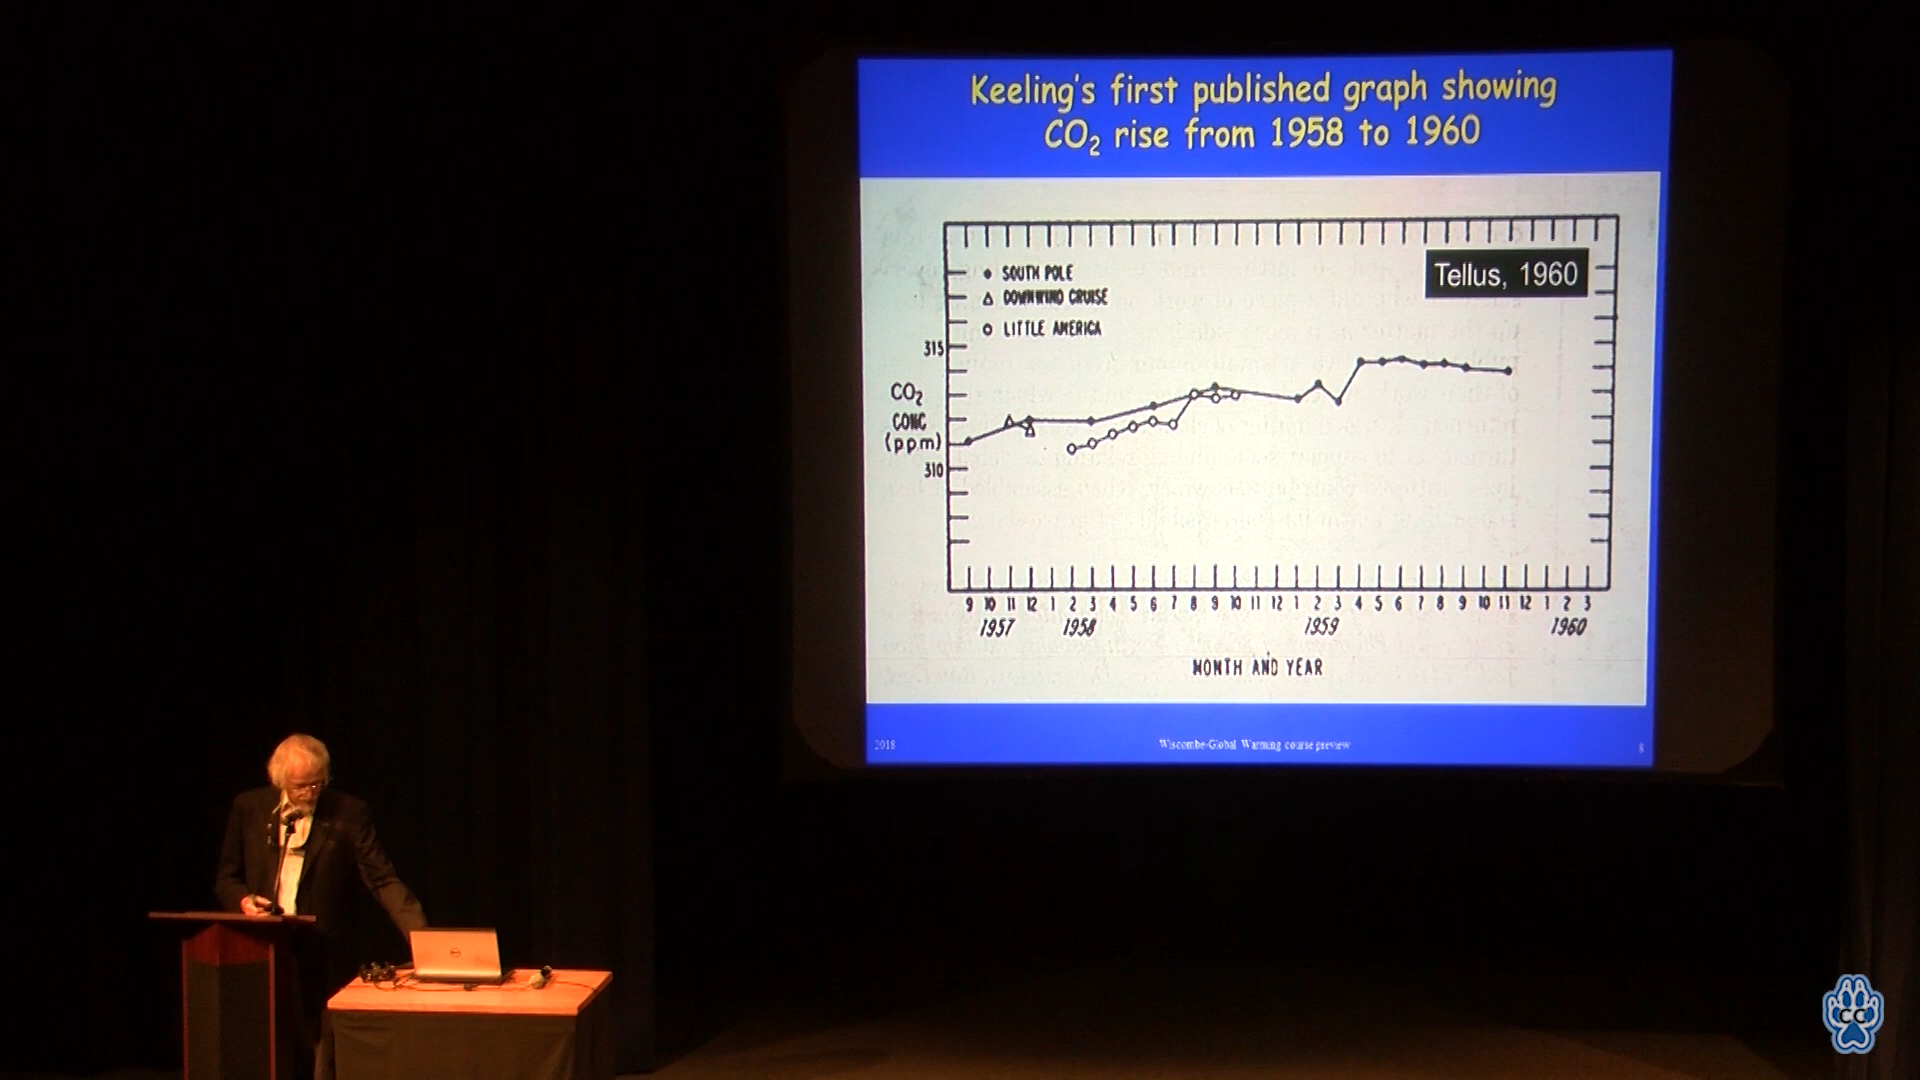 Keeling's first published graph showing
CO₂ rise from 1958 to 1960
Tellus, 1960
SOUTH POLE
DOWNWIND CRUISE
LITTLE AMERICA
315
CO₂
CONC
(ppm)
310
9 10 11 12 1 2 3 4 5 6 7 8 9 10 11 12 1 2 3 4 5 6 7 8 9 10 11 12 1 2 3
1957 1958 1959 1960
MONTH AND YEAR
2018 Wiscombe-Global Warming course preview 8
DELL
CC